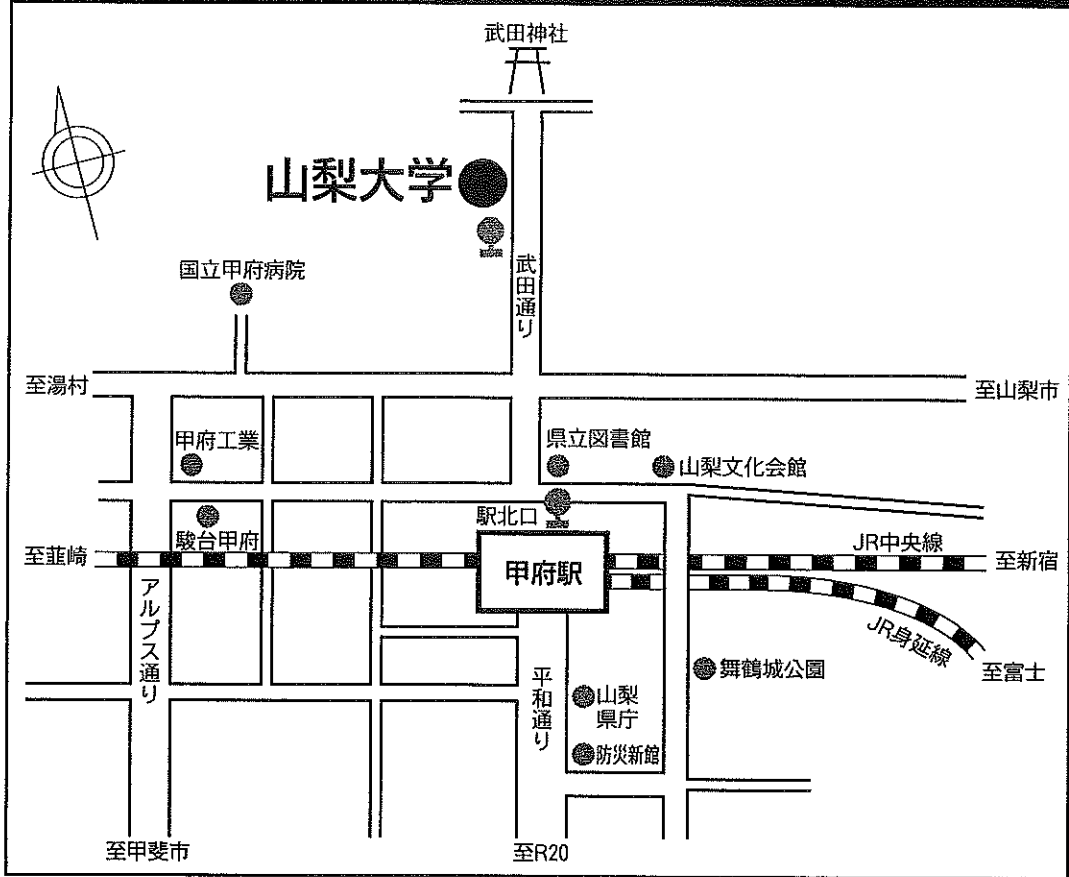 武田神社
山梨大学
国立甲府病院
武田通り
至湯村
至山梨市
甲府工業
県立図書館
山梨文化会館
駅北口
駿台甲府
至韮崎
甲府駅
JR中央線
至新宿
アルプス通り
JR身延線
至富士
舞鶴城公園
平和通り
山梨
県庁
防災新館
至甲斐市
至R20